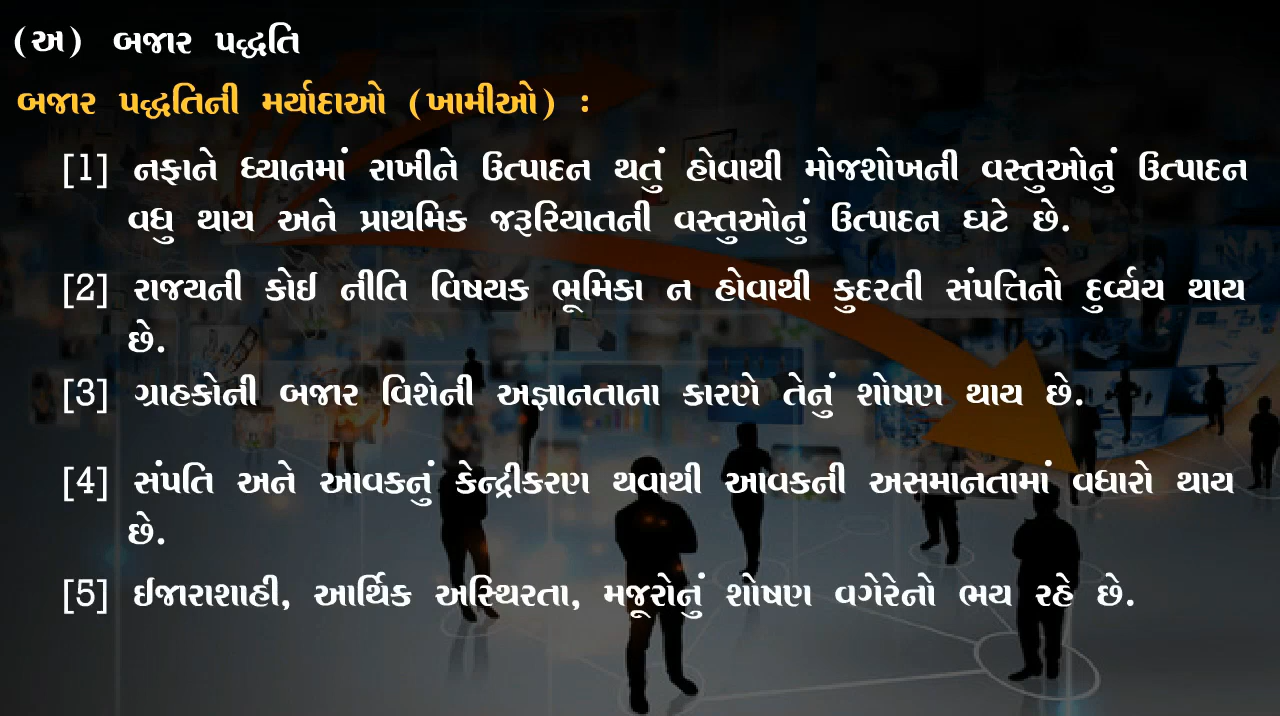 (અ) બજાર પદ્ધતિ
બજાર પદ્ધતિની મર્યાદાઓ (ખામીઓ) :
[1] નફાને ધ્યાનમાં રાખીને ઉત્પાદન થતું હોવાથી મોજશોખની વસ્તુઓનું ઉત્પાદન
વધુ થાય અને પ્રાથમિક જરૂરિયાતની વસ્તુઓનું ઉત્પાદન ઘટે છે.
[2] રાજ્યની કોઈ નીતિ વિષયક ભૂમિકા ન હોવાથી કુદરતી સંપત્તિનો દુર્વ્યય થાય
છે.
[3] ગ્રાહકોની બજાર વિશેની અજ્ઞાનતાના કારણે તેનું શોષણ થાય છે.
[4] સંપતિ અને આવકનું કેન્દ્રીકરણ થવાથી આવકની અસમાનતામાં વધારો થાય
છે.
[5] ઈજારાશાહી, આર્થિક અસ્થિરતા, મજૂરોનું શોષણ વગેરેનો ભય રહે છે.